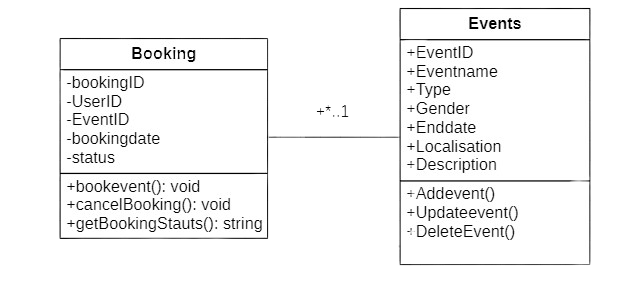 Booking
-bookingID
-UserID
-EventID
-bookingdate
-status
+bookevent(): void
+cancelBooking(): void
+getBookingStauts(): string
+*..1
Events
+EventID
+Eventname
+Type
+Gender
+Enddate
+Localisation
+Description
+Addevent()
+Updateevent()
+DeleteEvent()